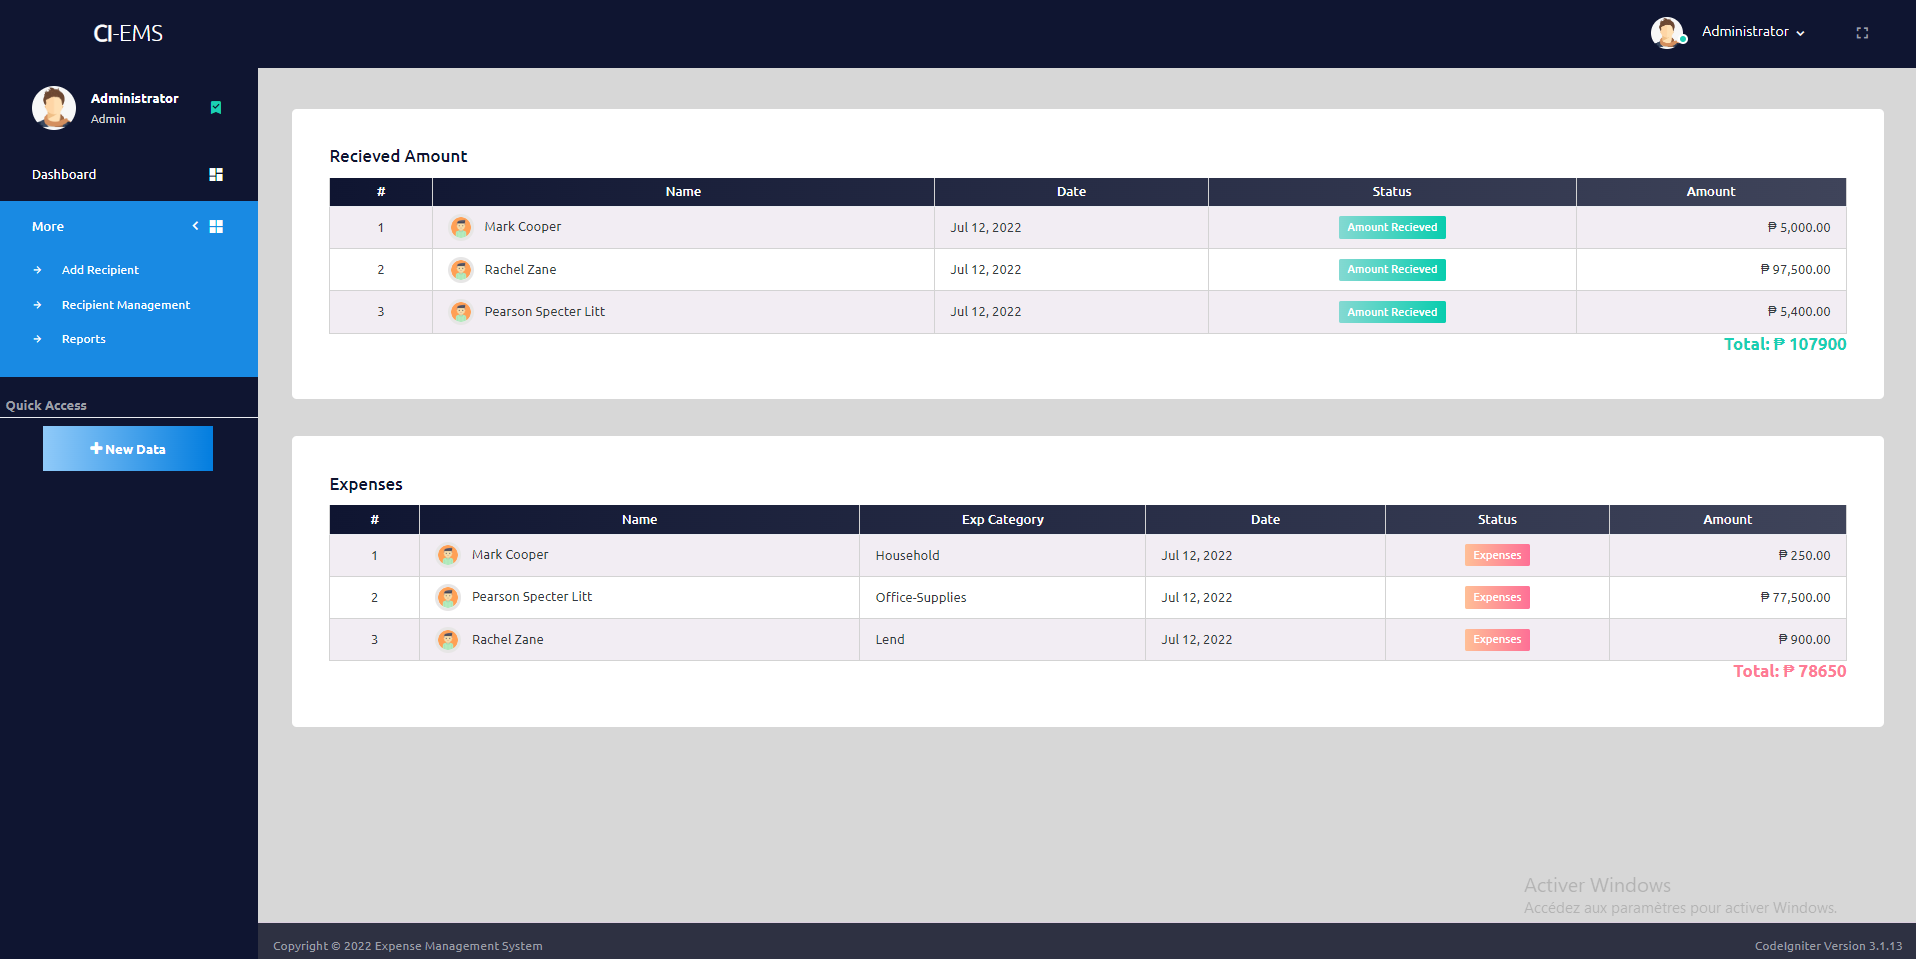 CI-EMS
Administrator
Administrator
Admin
Dashboard
More
Add Recipient
Recipient Management
Reports
Quick Access
New Data
Recieved Amount
# Name Date Status Amount
1 Mark Cooper Jul 12, 2022 Amount Recieved ₱ 5,000.00
2 Rachel Zane Jul 12, 2022 Amount Recieved ₱ 97,500.00
3 Pearson Specter Litt Jul 12, 2022 Amount Recieved ₱ 5,400.00
Total: ₱ 107900
Expenses
# Name Exp Category Date Status Amount
1 Mark Cooper Household Jul 12, 2022 Expenses ₱ 250.00
2 Pearson Specter Litt Office-Supplies Jul 12, 2022 Expenses ₱ 77,500.00
3 Rachel Zane Lend Jul 12, 2022 Expenses ₱ 900.00
Total: ₱ 78650
Activer Windows
Accédez aux paramètres pour activer Windows.
Copyright © 2022 Expense Management System
CodeIgniter Version 3.1.13